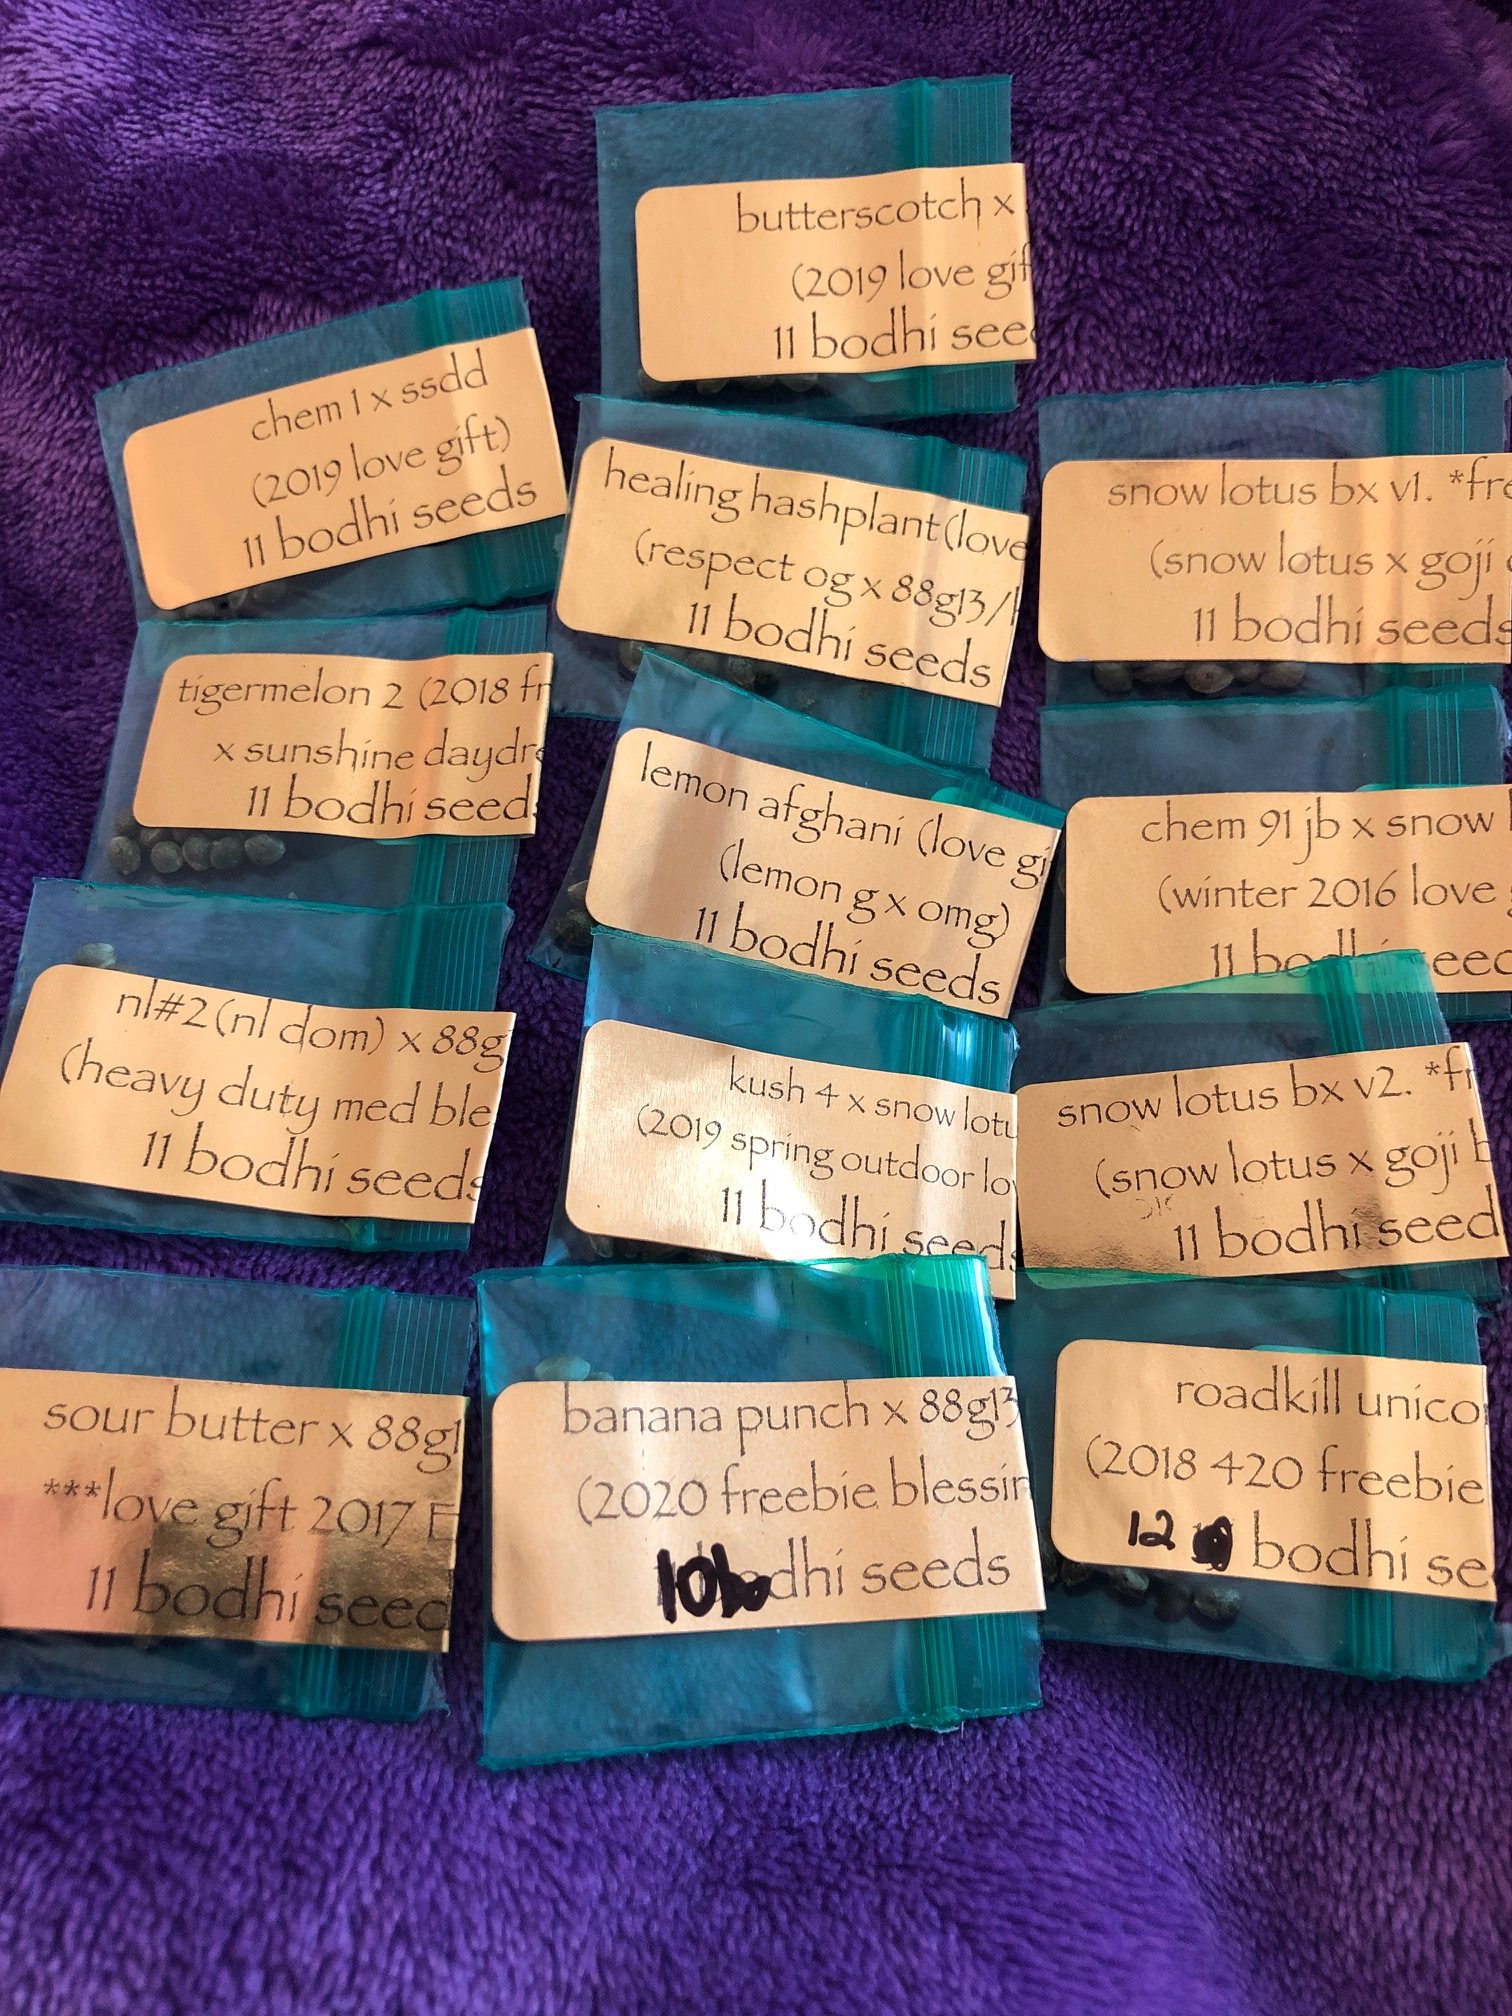 butterscotch x
(2019 love gif
11 bodhi seed
chem 1 x ssdd
(2019 love gift)
11 bodhi seeds
healing hashplant (love
(respect og x 88g13/h
11 bodhi seeds
snow lotus bx v1. *fre
(snow lotus x goji
11 bodhi seeds
tigermelon 2 (2018 fr
x sunshine daydre
11 bodhi seeds
lemon afghani (love gi
(lemon g x omg)
11 bodhi seeds
chem 91 jb x snow
(winter 2016 love
11 bodhi seed
nl#2 (nl dom) x 88g
(heavy duty med ble
11 bodhi seeds
kush 4 x snow lotu
(2019 spring outdoor lov
11 bodhi seeds
snow lotus bx v2. *fr
(snow lotus x goji b
11 bodhi seed
sour butter x 88g1
***love gift 2017 E
11 bodhi seed
banana punch x 88g13
(2020 freebie blessin
10 bodhi seeds
roadkill unico
(2018 420 freebie
12 bodhi se